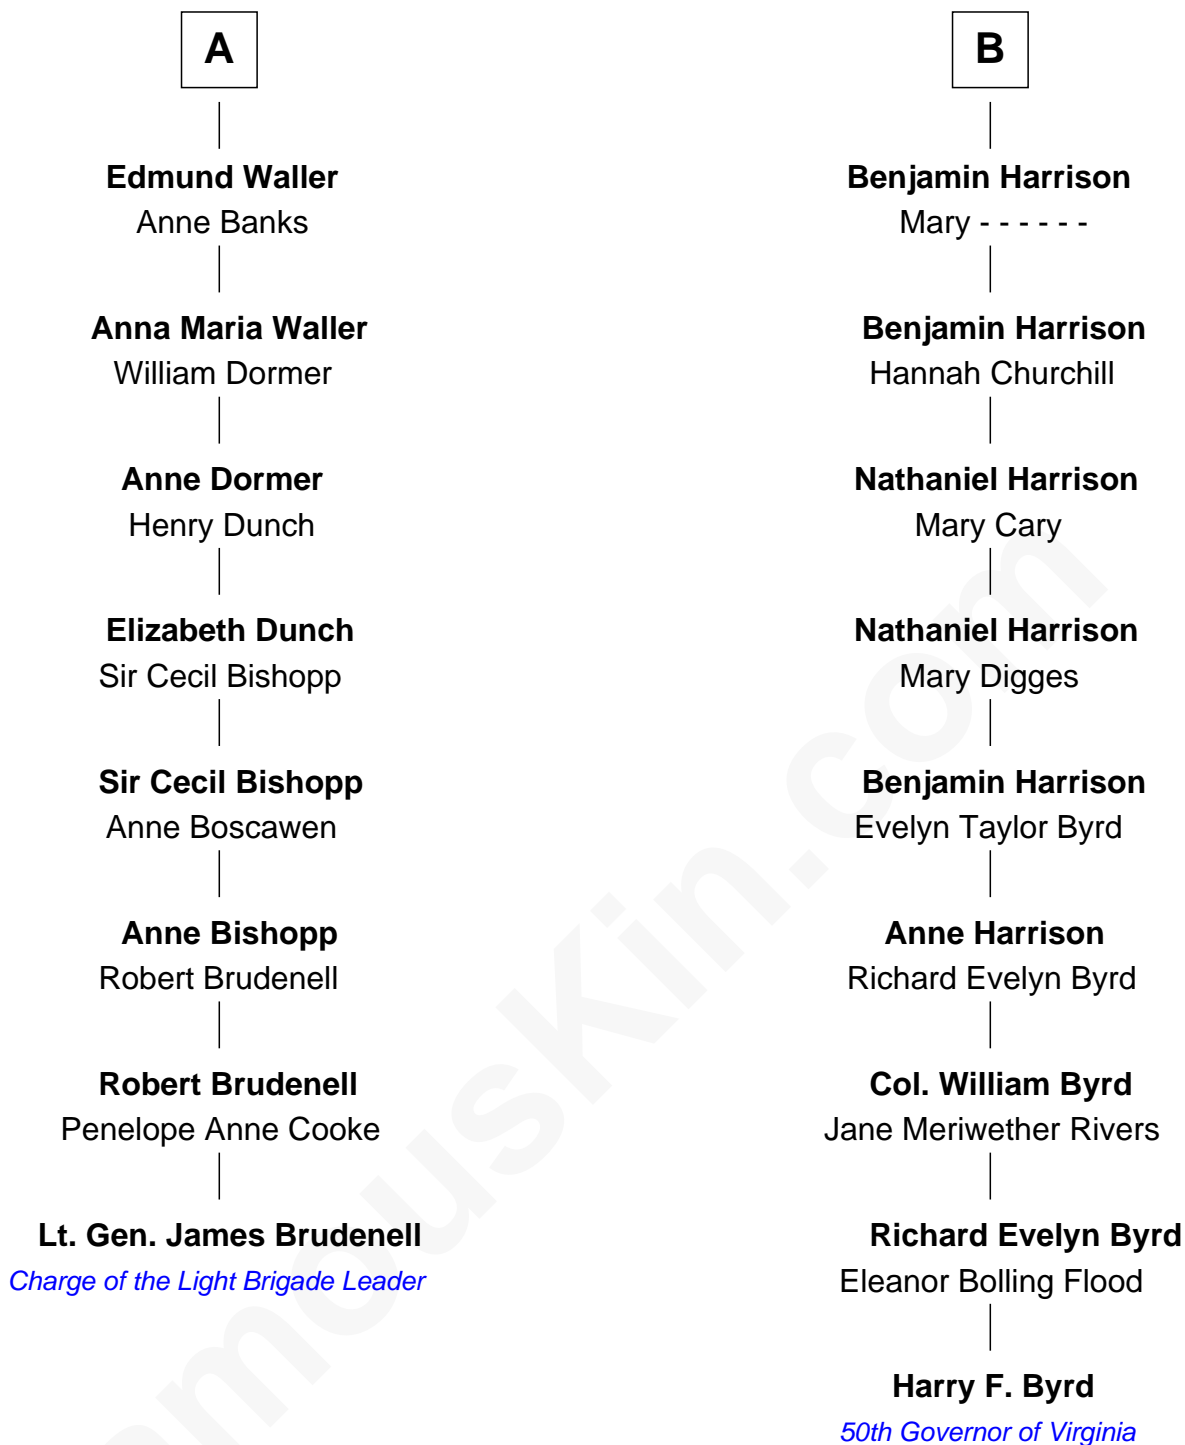 A
Edmund Waller
Anne Banks
Anna Maria Waller
William Dormer
Anne Dormer
Henry Dunch
Elizabeth Dunch
Sir Cecil Bishopp
Sir Cecil Bishopp
Anne Boscawen
Anne Bishopp
Robert Brudenell
Robert Brudenell
Penelope Anne Cooke
Lt. Gen. James Brudenell
Charge of the Light Brigade Leader
B
Benjamin Harrison
Mary - - - - - -
Benjamin Harrison
Hannah Churchill
Nathaniel Harrison
Mary Cary
Nathaniel Harrison
Mary Digges
Benjamin Harrison
Evelyn Taylor Byrd
Anne Harrison
Richard Evelyn Byrd
Col. William Byrd
Jane Meriwether Rivers
Richard Evelyn Byrd
Eleanor Bolling Flood
Harry F. Byrd
50th Governor of Virginia
amousKin.com